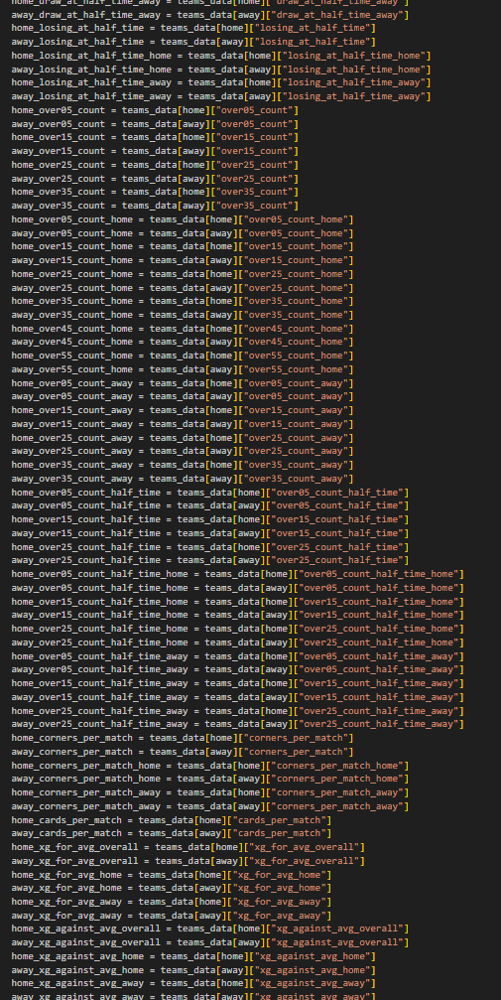 home_draw_at_half_time_away = teams_data[home]["draw_at_half_time_away"]
away_draw_at_half_time_away = teams_data[away]["draw_at_half_time_away"]
home_losing_at_half_time = teams_data[home]["losing_at_half_time"]
away_losing_at_half_time = teams_data[away]["losing_at_half_time"]
home_losing_at_half_time_home = teams_data[home]["losing_at_half_time_home"]
away_losing_at_half_time_home = teams_data[away]["losing_at_half_time_home"]
home_losing_at_half_time_away = teams_data[home]["losing_at_half_time_away"]
away_losing_at_half_time_away = teams_data[away]["losing_at_half_time_away"]
home_over05_count = teams_data[home]["over05_count"]
away_over05_count = teams_data[away]["over05_count"]
home_over15_count = teams_data[home]["over15_count"]
away_over15_count = teams_data[away]["over15_count"]
home_over25_count = teams_data[home]["over25_count"]
away_over25_count = teams_data[away]["over25_count"]
home_over35_count = teams_data[home]["over35_count"]
away_over35_count = teams_data[away]["over35_count"]
home_over05_count_home = teams_data[home]["over05_count_home"]
away_over05_count_home = teams_data[away]["over05_count_home"]
home_over15_count_home = teams_data[home]["over15_count_home"]
away_over15_count_home = teams_data[away]["over15_count_home"]
home_over25_count_home = teams_data[home]["over25_count_home"]
away_over25_count_home = teams_data[away]["over25_count_home"]
home_over35_count_home = teams_data[home]["over35_count_home"]
away_over35_count_home = teams_data[away]["over35_count_home"]
home_over45_count_home = teams_data[home]["over45_count_home"]
away_over45_count_home = teams_data[away]["over45_count_home"]
home_over55_count_home = teams_data[home]["over55_count_home"]
away_over55_count_home = teams_data[away]["over55_count_home"]
home_over05_count_away = teams_data[home]["over05_count_away"]
away_over05_count_away = teams_data[away]["over05_count_away"]
home_over15_count_away = teams_data[home]["over15_count_away"]
away_over15_count_away = teams_data[away]["over15_count_away"]
home_over25_count_away = teams_data[home]["over25_count_away"]
away_over25_count_away = teams_data[away]["over25_count_away"]
home_over35_count_away = teams_data[home]["over35_count_away"]
away_over35_count_away = teams_data[away]["over35_count_away"]
home_over05_count_half_time = teams_data[home]["over05_count_half_time"]
away_over05_count_half_time = teams_data[away]["over05_count_half_time"]
home_over15_count_half_time = teams_data[home]["over15_count_half_time"]
away_over15_count_half_time = teams_data[away]["over15_count_half_time"]
home_over25_count_half_time = teams_data[home]["over25_count_half_time"]
away_over25_count_half_time = teams_data[away]["over25_count_half_time"]
home_over05_count_half_time_home = teams_data[home]["over05_count_half_time_home"]
away_over05_count_half_time_home = teams_data[away]["over05_count_half_time_home"]
home_over15_count_half_time_home = teams_data[home]["over15_count_half_time_home"]
away_over15_count_half_time_home = teams_data[away]["over15_count_half_time_home"]
home_over25_count_half_time_home = teams_data[home]["over25_count_half_time_home"]
away_over25_count_half_time_home = teams_data[away]["over25_count_half_time_home"]
home_over05_count_half_time_away = teams_data[home]["over05_count_half_time_away"]
away_over05_count_half_time_away = teams_data[away]["over05_count_half_time_away"]
home_over15_count_half_time_away = teams_data[home]["over15_count_half_time_away"]
away_over15_count_half_time_away = teams_data[away]["over15_count_half_time_away"]
home_over25_count_half_time_away = teams_data[home]["over25_count_half_time_away"]
away_over25_count_half_time_away = teams_data[away]["over25_count_half_time_away"]
home_corners_per_match = teams_data[home]["corners_per_match"]
away_corners_per_match = teams_data[away]["corners_per_match"]
home_corners_per_match_home = teams_data[home]["corners_per_match_home"]
away_corners_per_match_home = teams_data[away]["corners_per_match_home"]
home_corners_per_match_away = teams_data[home]["corners_per_match_away"]
away_corners_per_match_away = teams_data[away]["corners_per_match_away"]
home_cards_per_match = teams_data[home]["cards_per_match"]
away_cards_per_match = teams_data[away]["cards_per_match"]
home_xg_for_avg_overall = teams_data[home]["xg_for_avg_overall"]
away_xg_for_avg_overall = teams_data[away]["xg_for_avg_overall"]
home_xg_for_avg_home = teams_data[home]["xg_for_avg_home"]
away_xg_for_avg_home = teams_data[away]["xg_for_avg_home"]
home_xg_for_avg_away = teams_data[home]["xg_for_avg_away"]
away_xg_for_avg_away = teams_data[away]["xg_for_avg_away"]
home_xg_against_avg_overall = teams_data[home]["xg_against_avg_overall"]
away_xg_against_avg_overall = teams_data[away]["xg_against_avg_overall"]
home_xg_against_avg_home = teams_data[home]["xg_against_avg_home"]
away_xg_against_avg_home = teams_data[away]["xg_against_avg_home"]
home_xg_against_avg_away = teams_data[home]["xg_against_avg_away"]
away_xg_against_avg_away = teams_data[away]["xg_against_avg_away"]